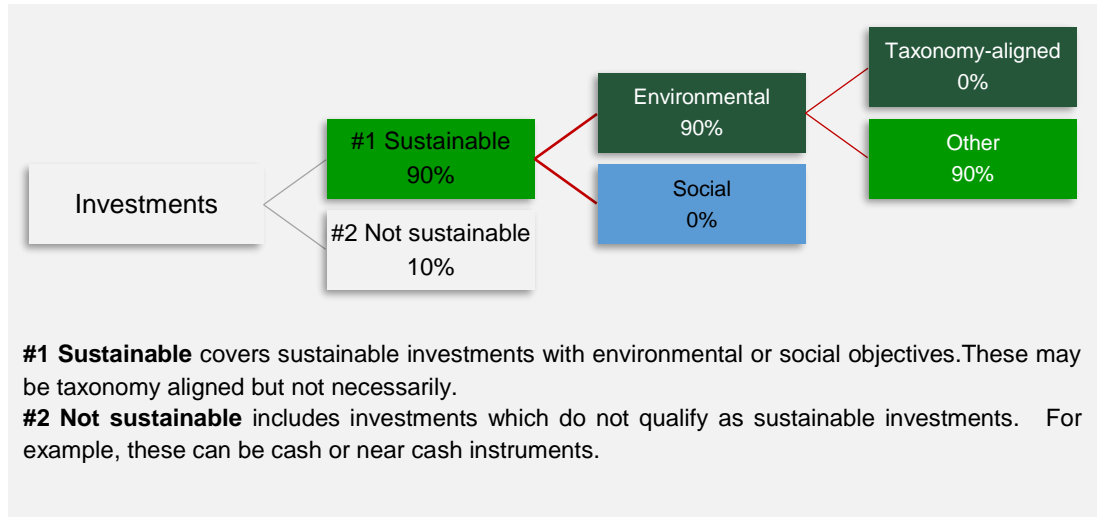 Investments
#1 Sustainable
90%
#2 Not sustainable
10%
Environmental
90%
Social
0%
Taxonomy-aligned
0%
Other
90%
#1 Sustainable covers sustainable investments with environmental or social objectives.These may
be taxonomy aligned but not necessarily.
#2 Not sustainable includes investments which do not qualify as sustainable investments. For
example, these can be cash or near cash instruments.